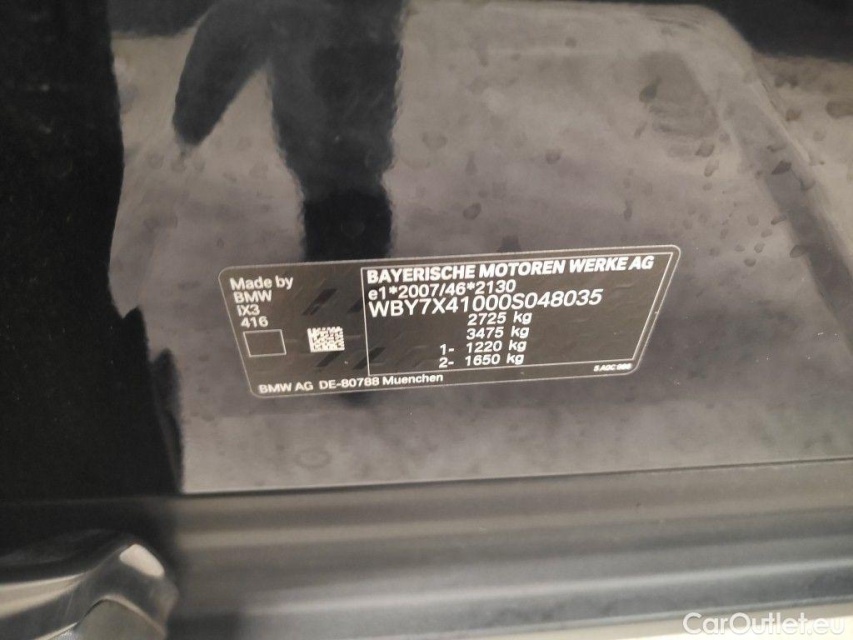 Made by
BMW
iX3
416
BAYERISCHE MOTOREN WERKE AG
e1*2007/46*2130
WBY7X41000S048035
2725 kg
3475 kg
1- 1220 kg
2- 1650 kg
BMW AG DE-80788 Muenchen
CarOutlet.eu